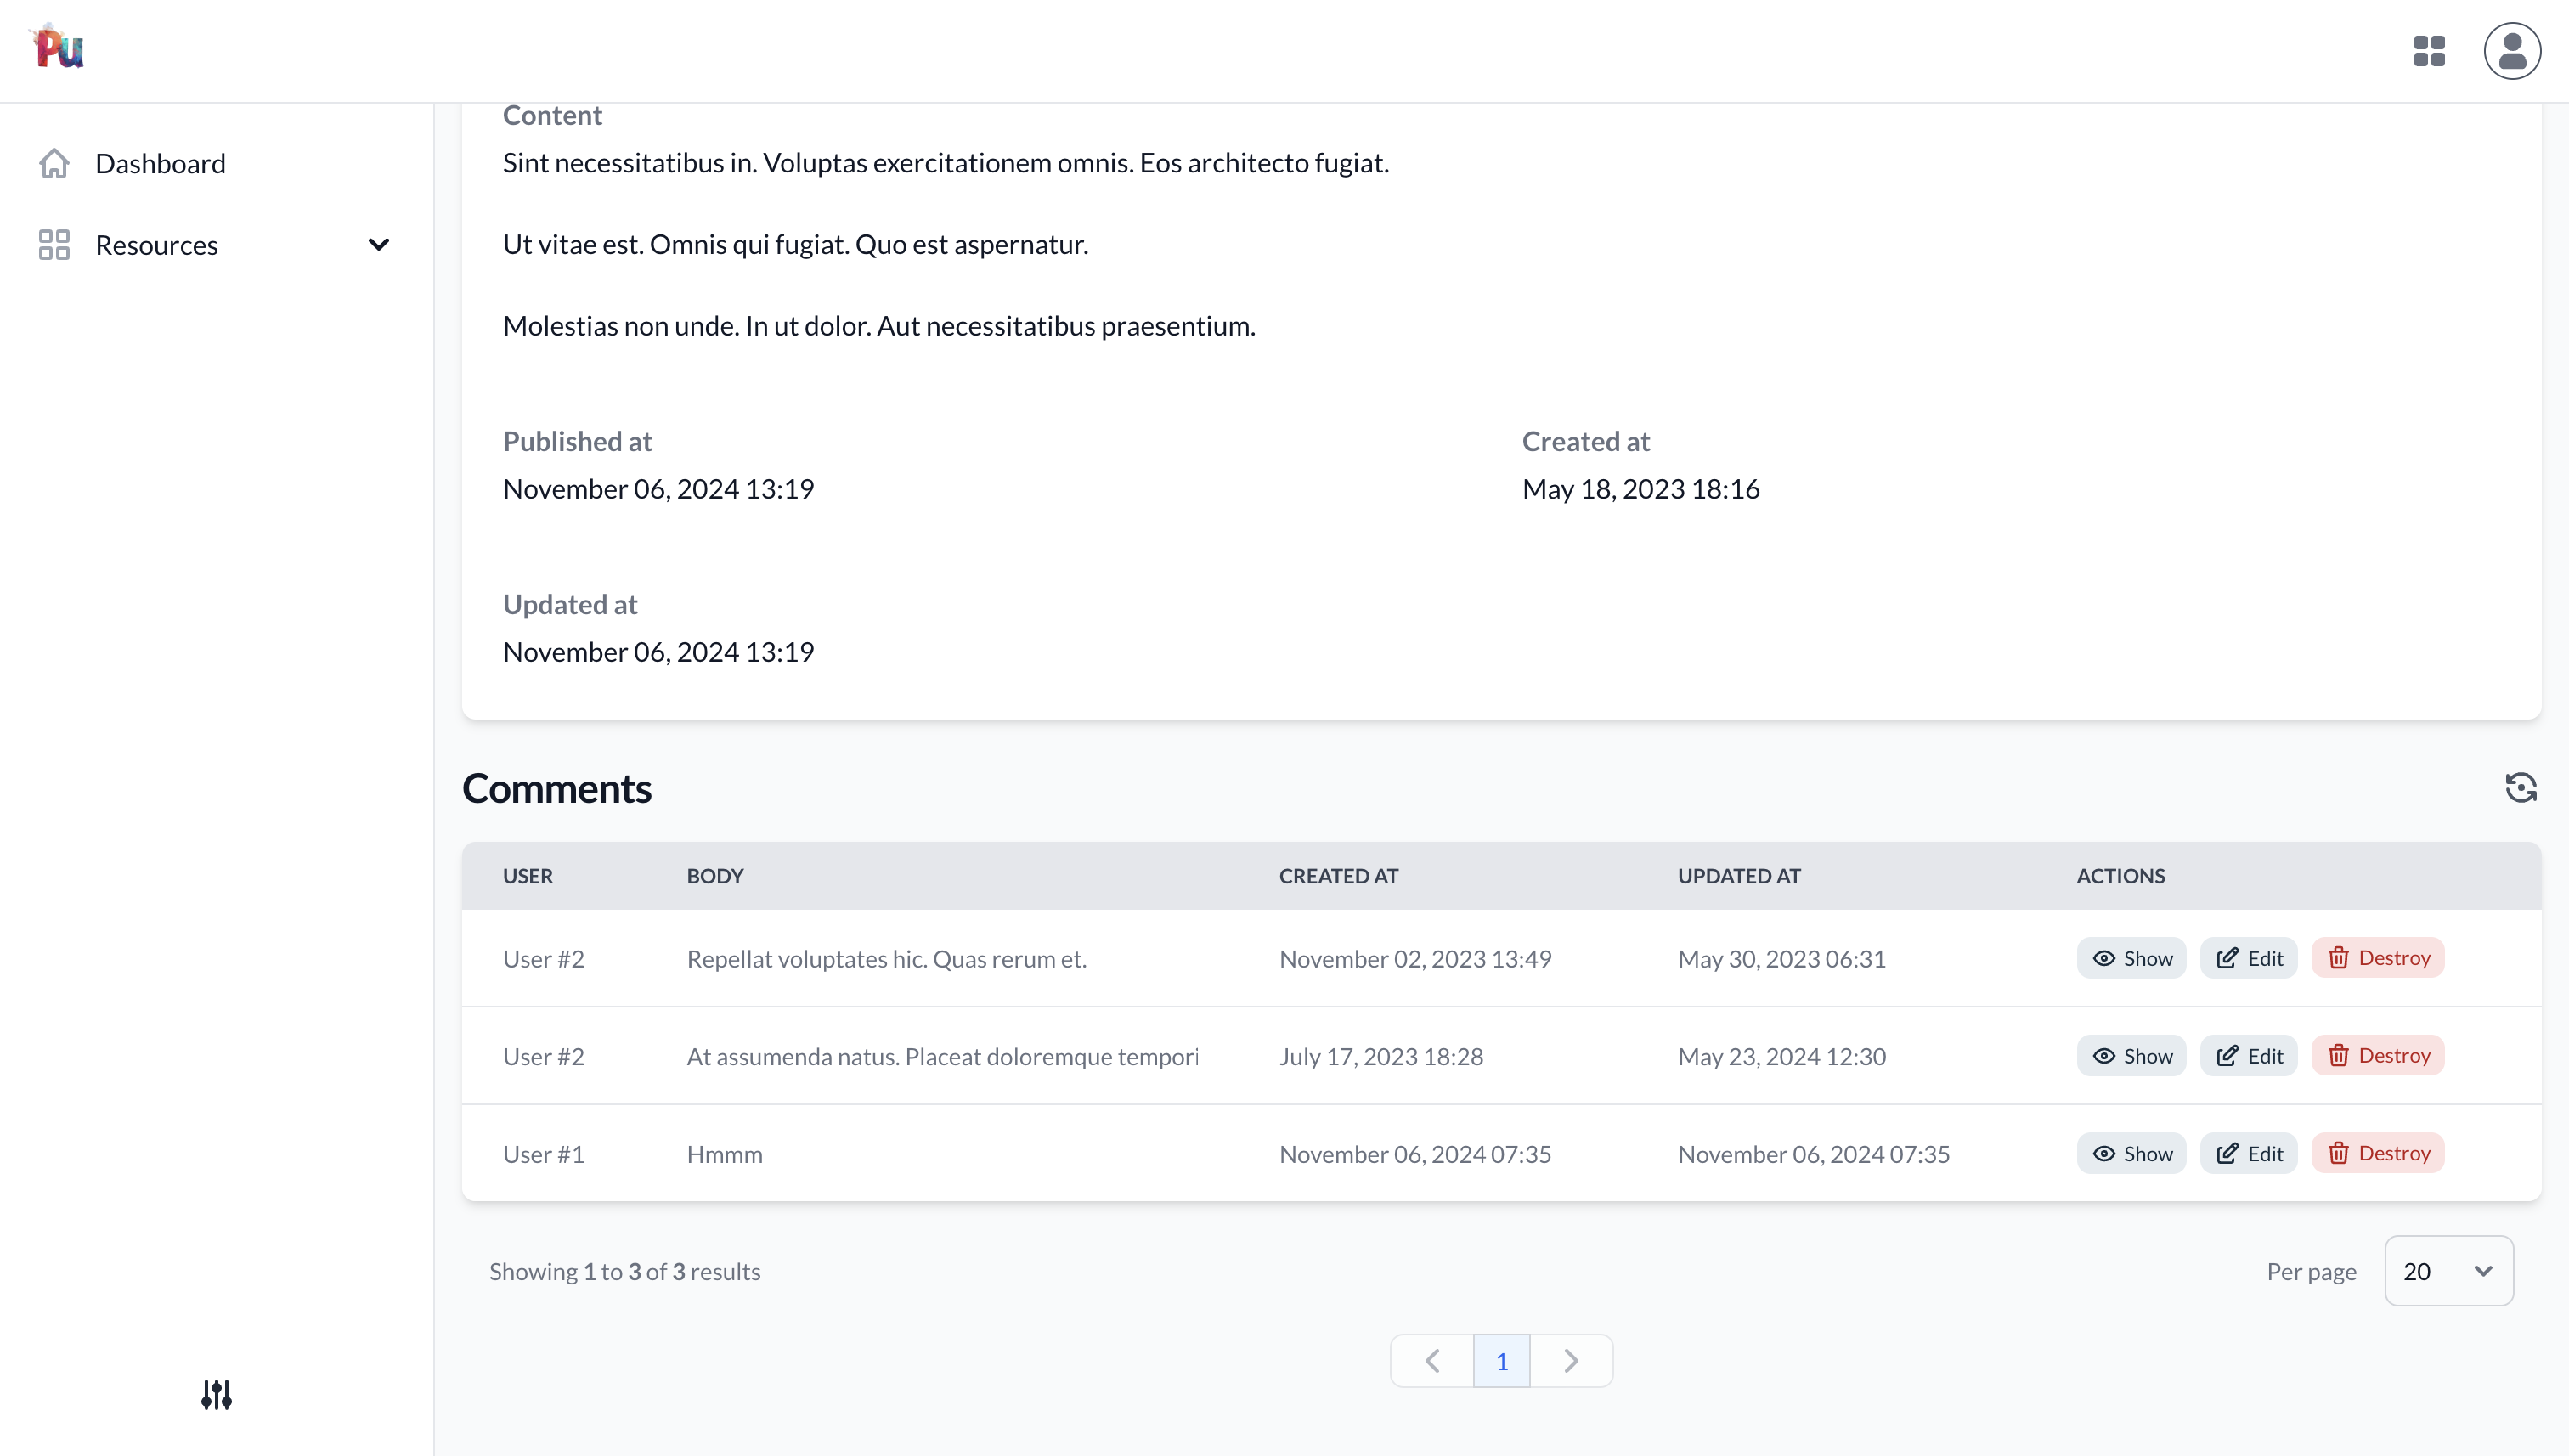 Pu
Dashboard
Resources
Content
Sint necessitatibus in. Voluptas exercitationem omnis. Eos architecto fugiat.
Ut vitae est. Omnis qui fugiat. Quo est aspernatur.
Molestias non unde. In ut dolor. Aut necessitatibus praesentium.
Published at
November 06, 2024 13:19
Created at
May 18, 2023 18:16
Updated at
November 06, 2024 13:19
Comments
USER BODY CREATED AT UPDATED AT ACTIONS
User #2 Repellat voluptates hic. Quas rerum et. November 02, 2023 13:49 May 30, 2023 06:31 Show Edit Destroy
User #2 At assumenda natus. Placeat doloremque tempori July 17, 2023 18:28 May 23, 2024 12:30 Show Edit Destroy
User #1 Hmmm November 06, 2024 07:35 November 06, 2024 07:35 Show Edit Destroy
Showing 1 to 3 of 3 results
Per page 20
1